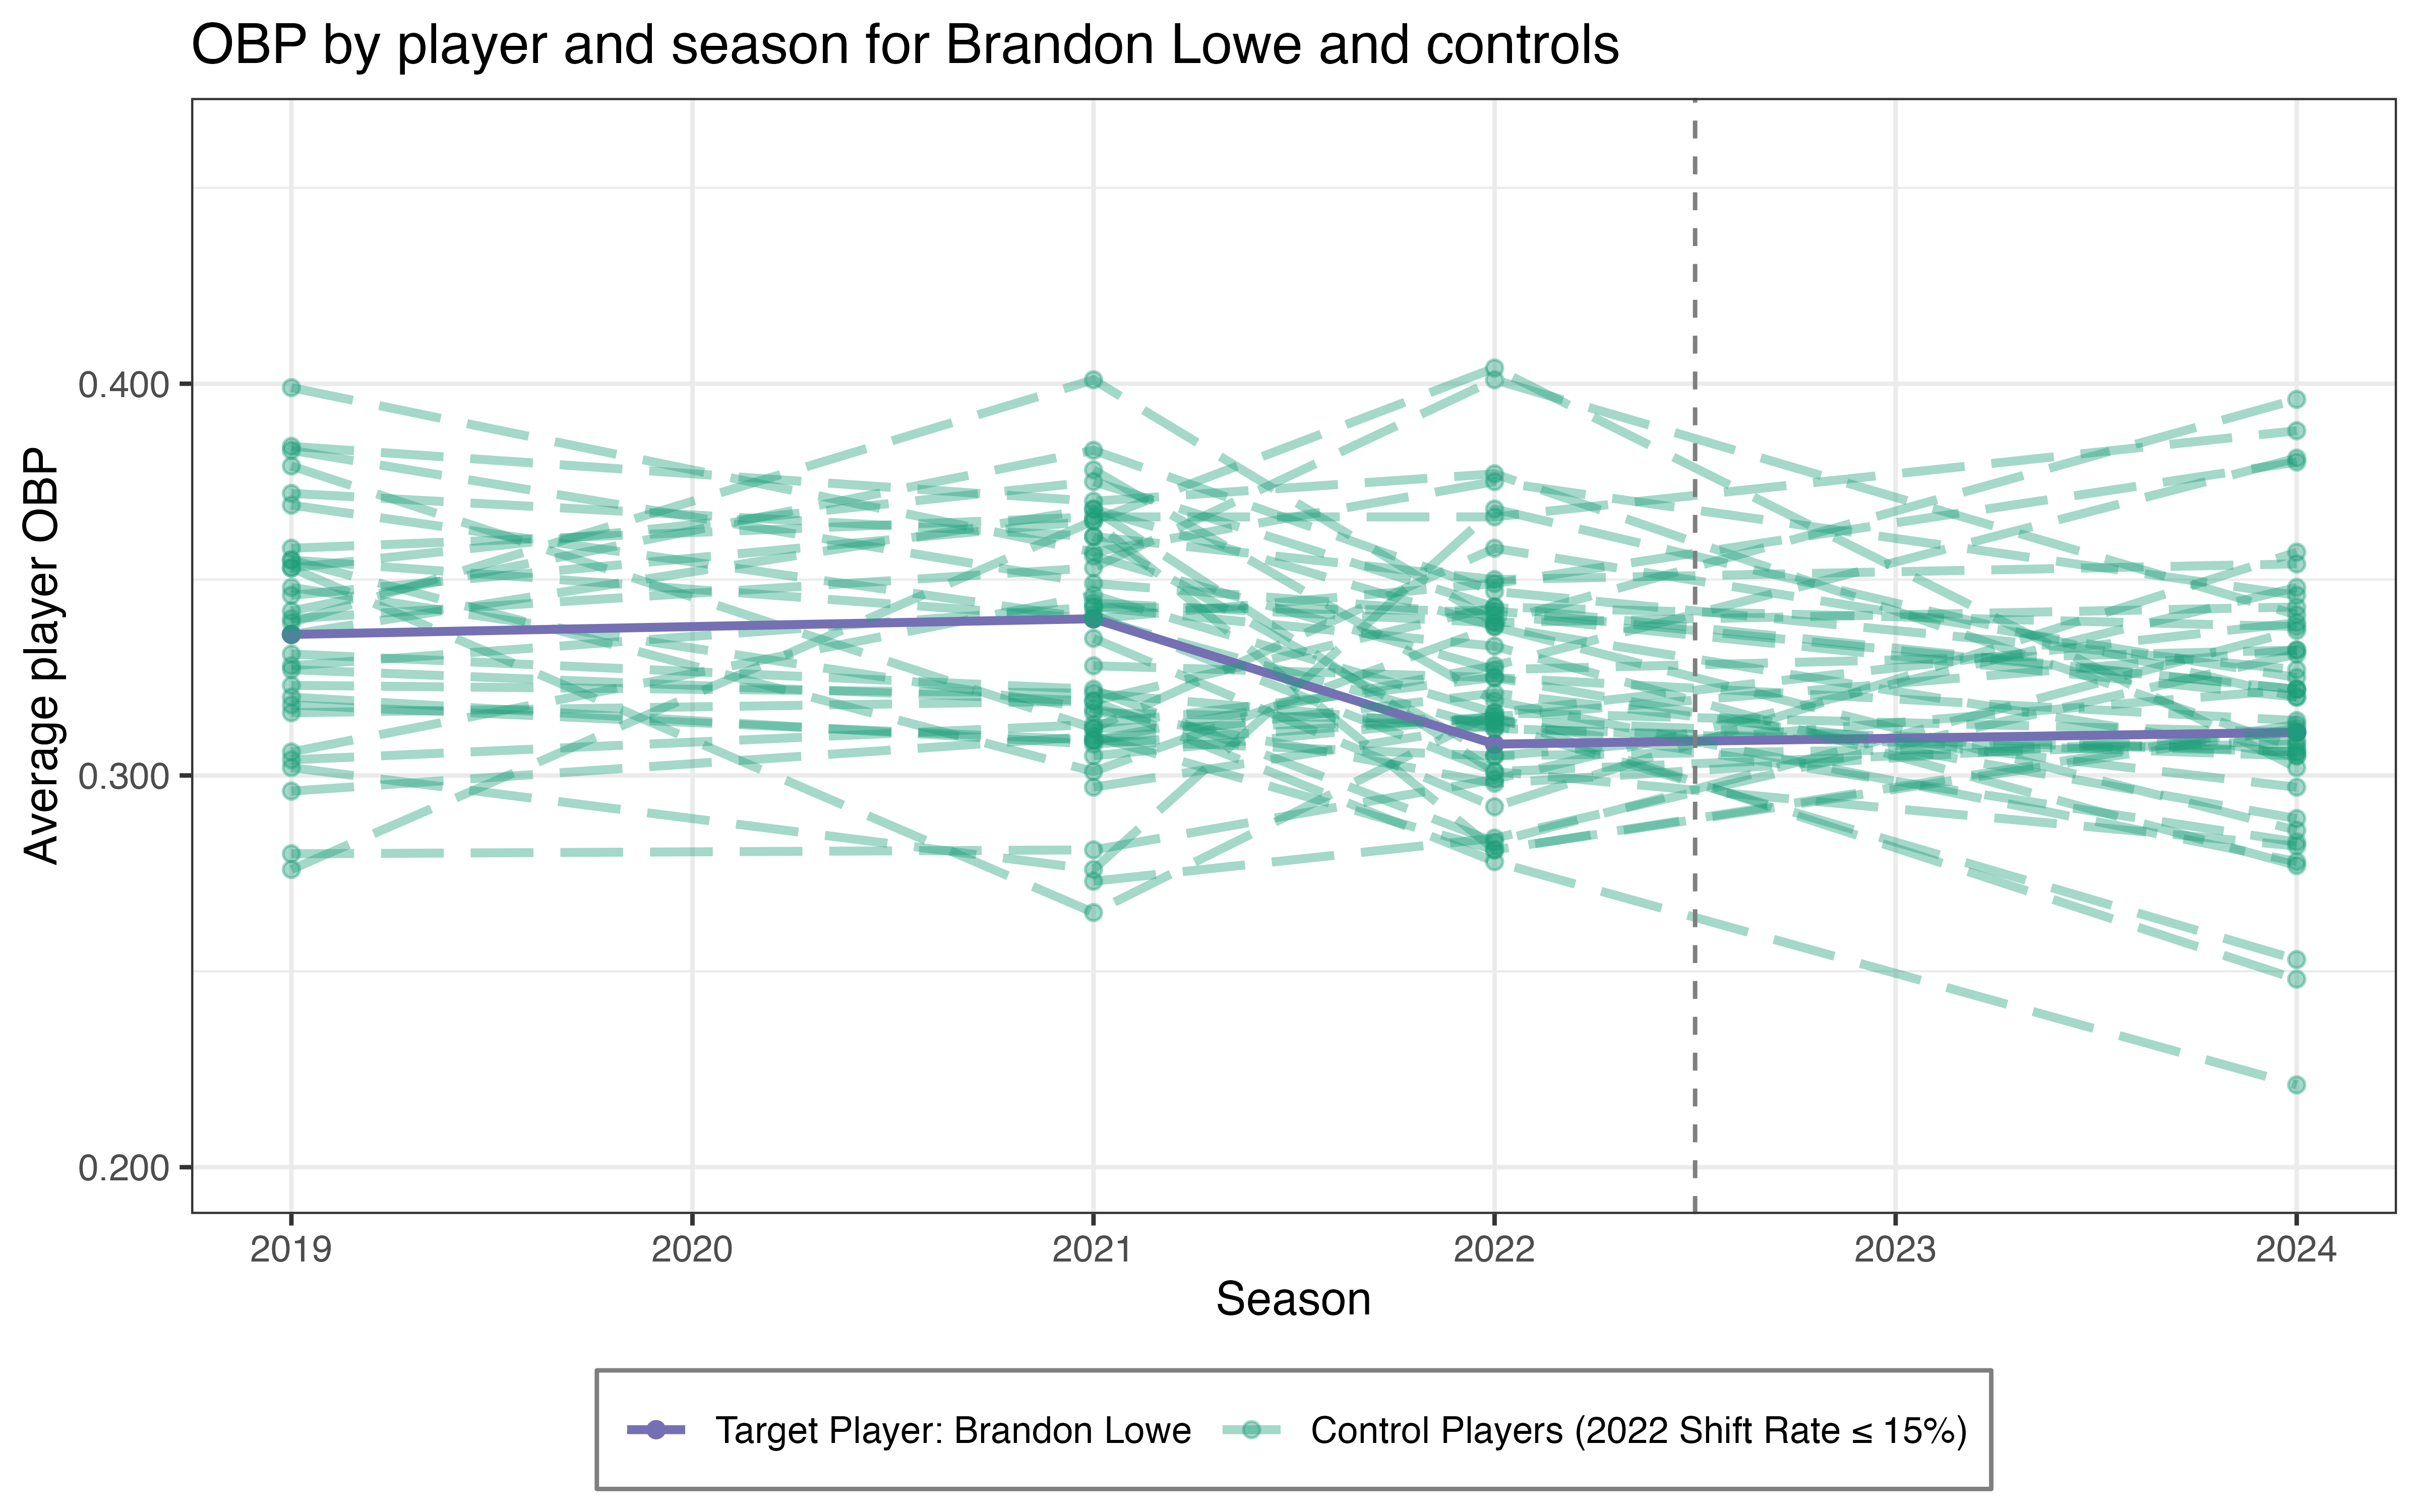 OBP by player and season for Brandon Lowe and controls
Average player OBP
0.400
0.300
0.200
2019 2020 2021 2022 2023 2024
Season
Target Player: Brandon Lowe Control Players (2022 Shift Rate ≤ 15%)